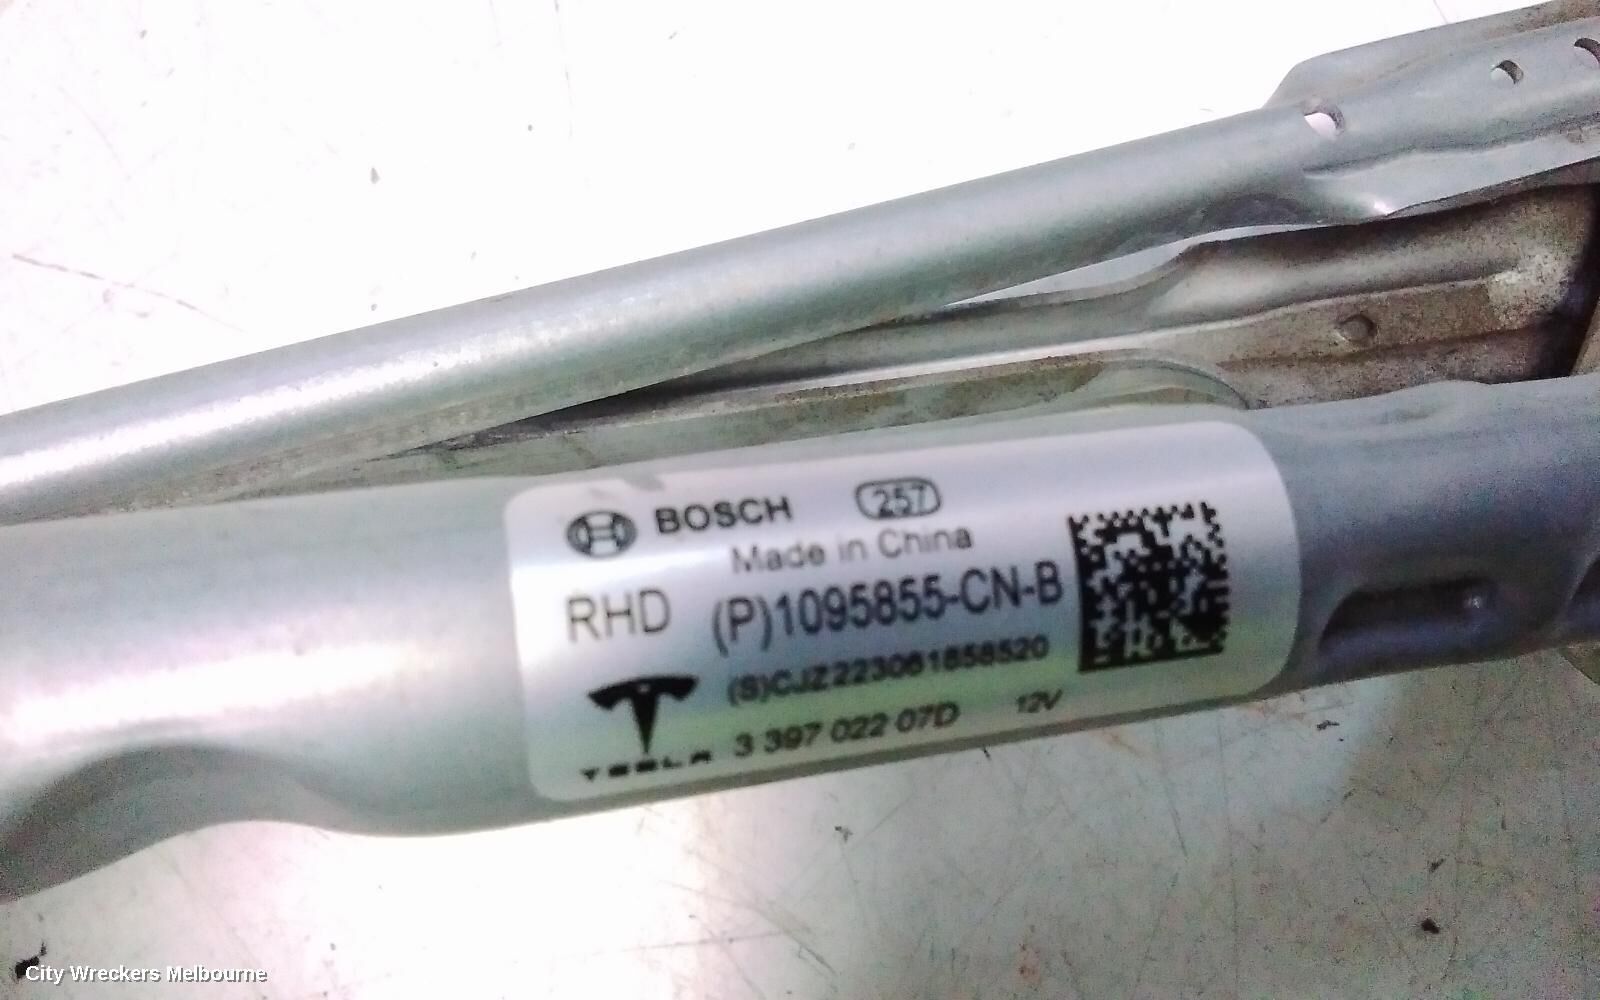 BOSCH 257
Made in China
RHD (P)1095855-CN-B
(S)CJZ223061858520
TESLA 3 397 022 07D 12V
City Wreckers Melbourne